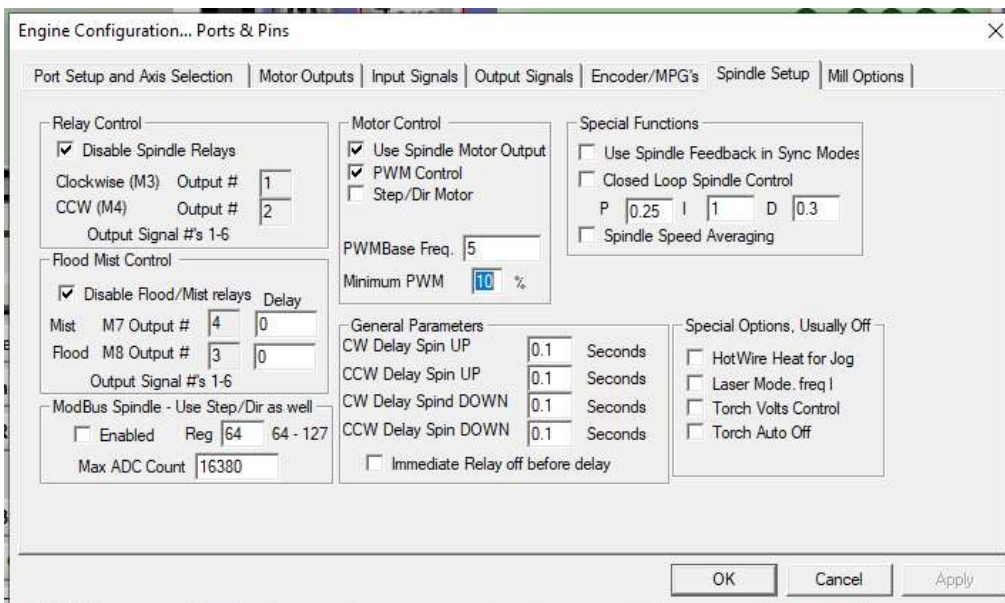 Engine Configuration... Ports & Pins
Port Setup and Axis Selection Motor Outputs Input Signals Output Signals Encoder/MPG's Spindle Setup Mill Options
Relay Control
Disable Spindle Relays
Clockwise (M3) Output # 1
CCW (M4) Output # 2
Output Signal #'s 1-6
Flood Mist Control
Disable Flood/Mist relays Delay
Mist M7 Output # 4 0
Flood M8 Output # 3 0
Output Signal #'s 1-6
ModBus Spindle - Use Step/Dir as well
Enabled Reg 64 64 - 127
Max ADC Count 16380
Motor Control
Use Spindle Motor Output
PWM Control
Step/Dir Motor
PWMBase Freq. 5
Minimum PWM 10 %
General Parameters
CW Delay Spin UP 0.1 Seconds
CCW Delay Spin UP 0.1 Seconds
CW Delay Spind DOWN 0.1 Seconds
CCW Delay Spin DOWN 0.1 Seconds
Immediate Relay off before delay
Special Functions
Use Spindle Feedback in Sync Modes
Closed Loop Spindle Control
P 0.25 I 1 D 0.3
Spindle Speed Averaging
Special Options, Usually Off
HotWire Heat for Jog
Laser Mode. freq l
Torch Volts Control
Torch Auto Off
OK Cancel Apply